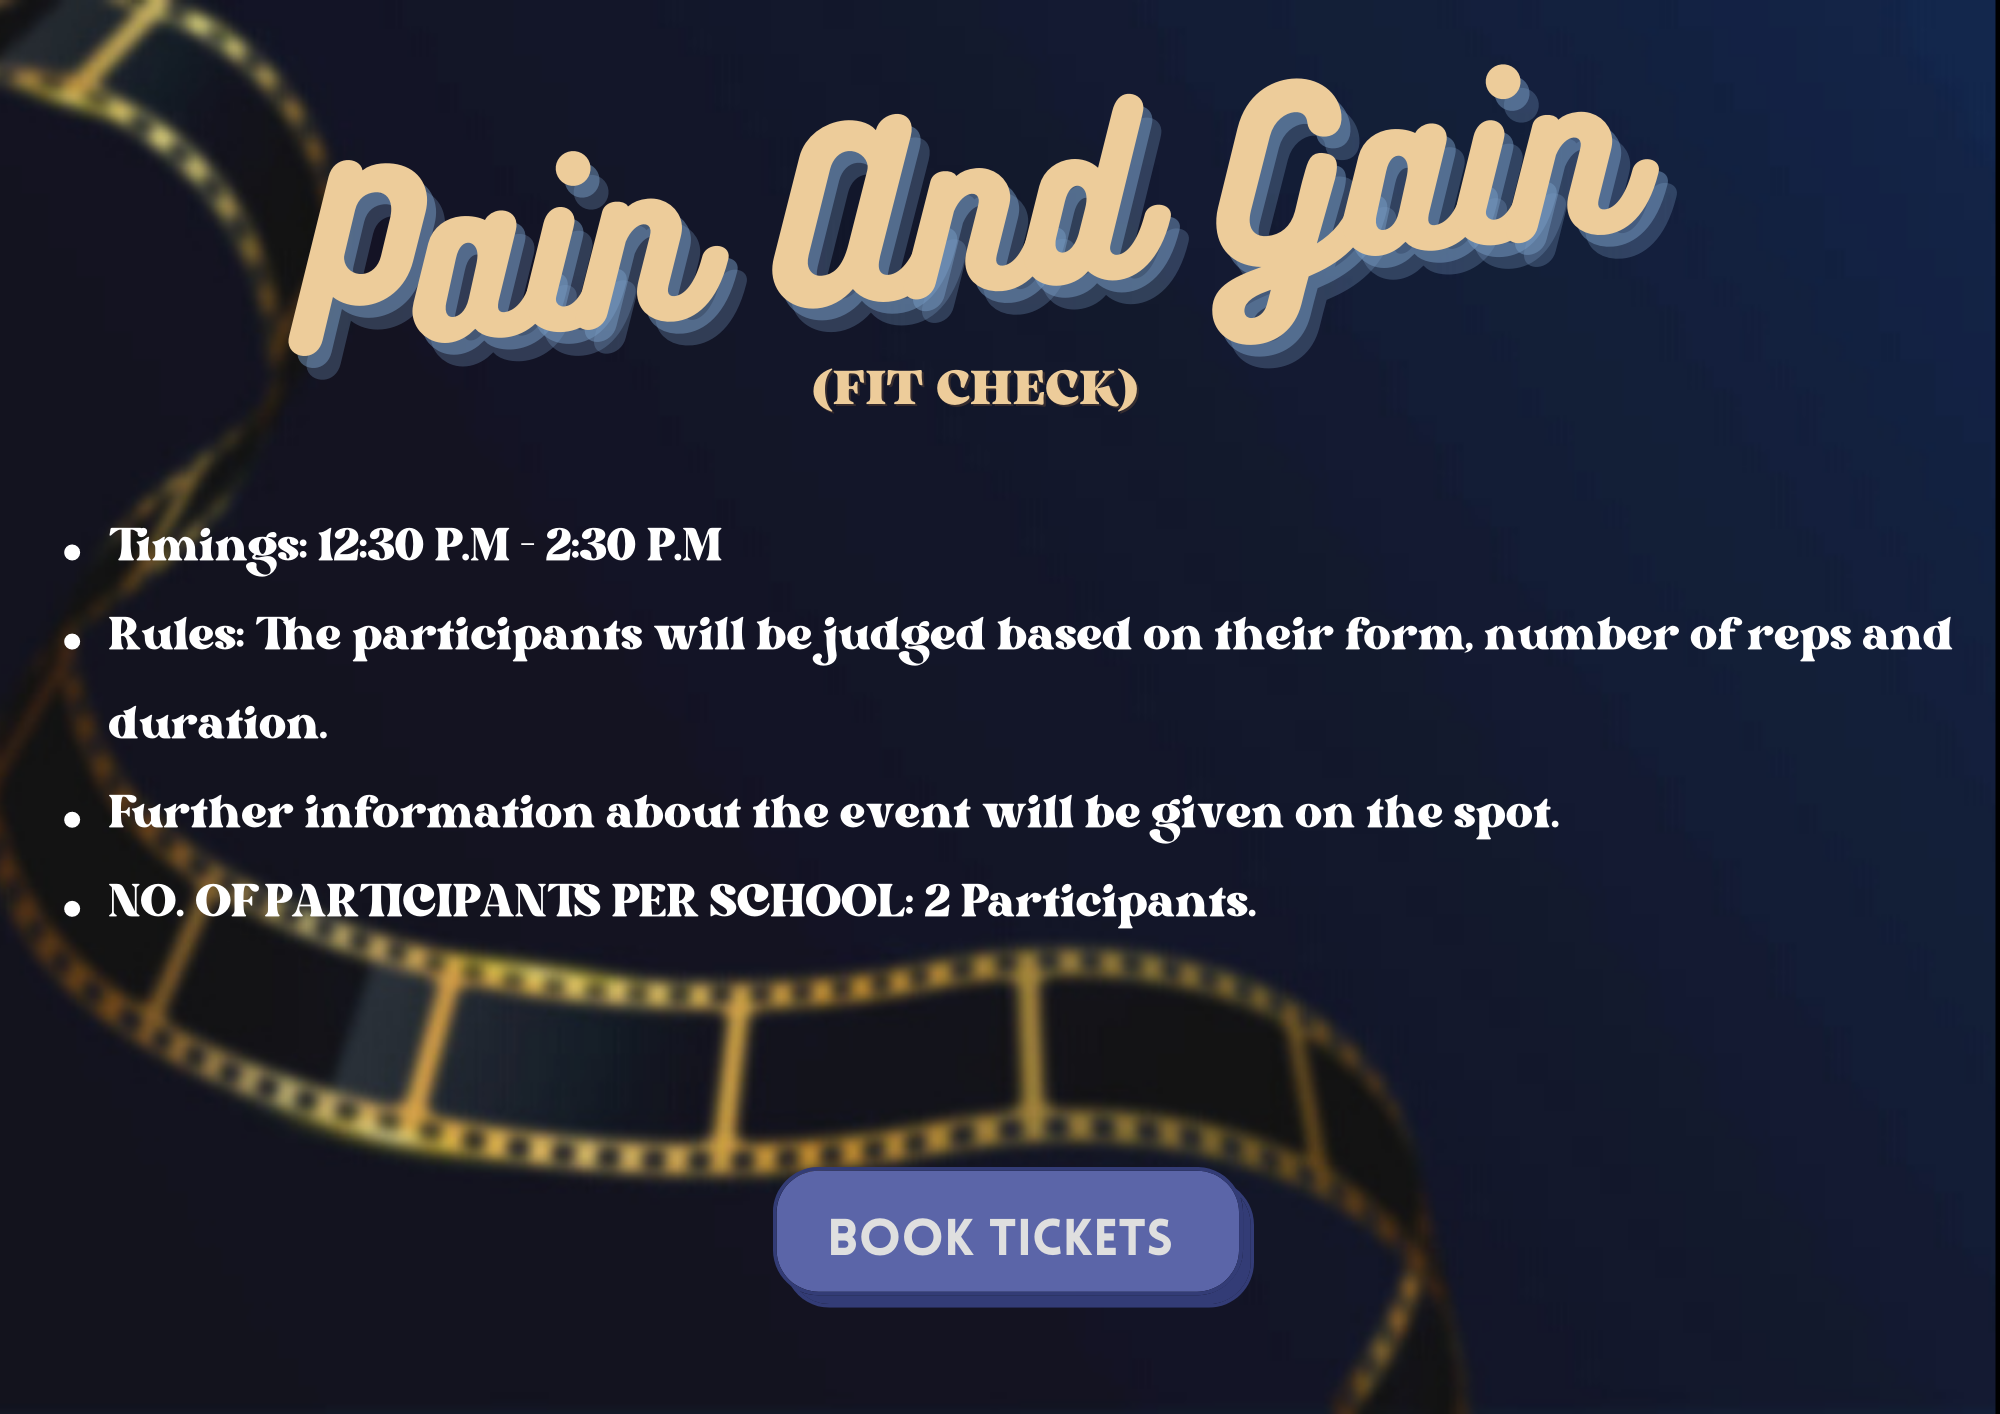 Pain And Gain
(FIT CHECK)
• Timings: 12:30 P.M - 2:30 P.M
• Rules: The participants will be judged based on their form, number of reps and
duration.
• Further information about the event will be given on the spot.
• NO. OF PARTICIPANTS PER SCHOOL: 2 Participants.
BOOK TICKETS